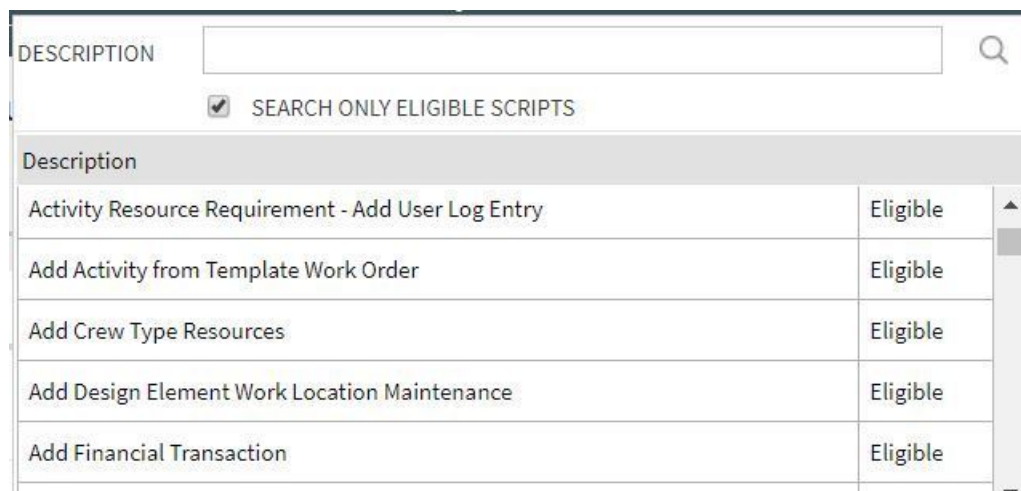 DESCRIPTION
SEARCH ONLY ELIGIBLE SCRIPTS
Description
Activity Resource Requirement - Add User Log Entry Eligible
Add Activity from Template Work Order Eligible
Add Crew Type Resources Eligible
Add Design Element Work Location Maintenance Eligible
Add Financial Transaction Eligible